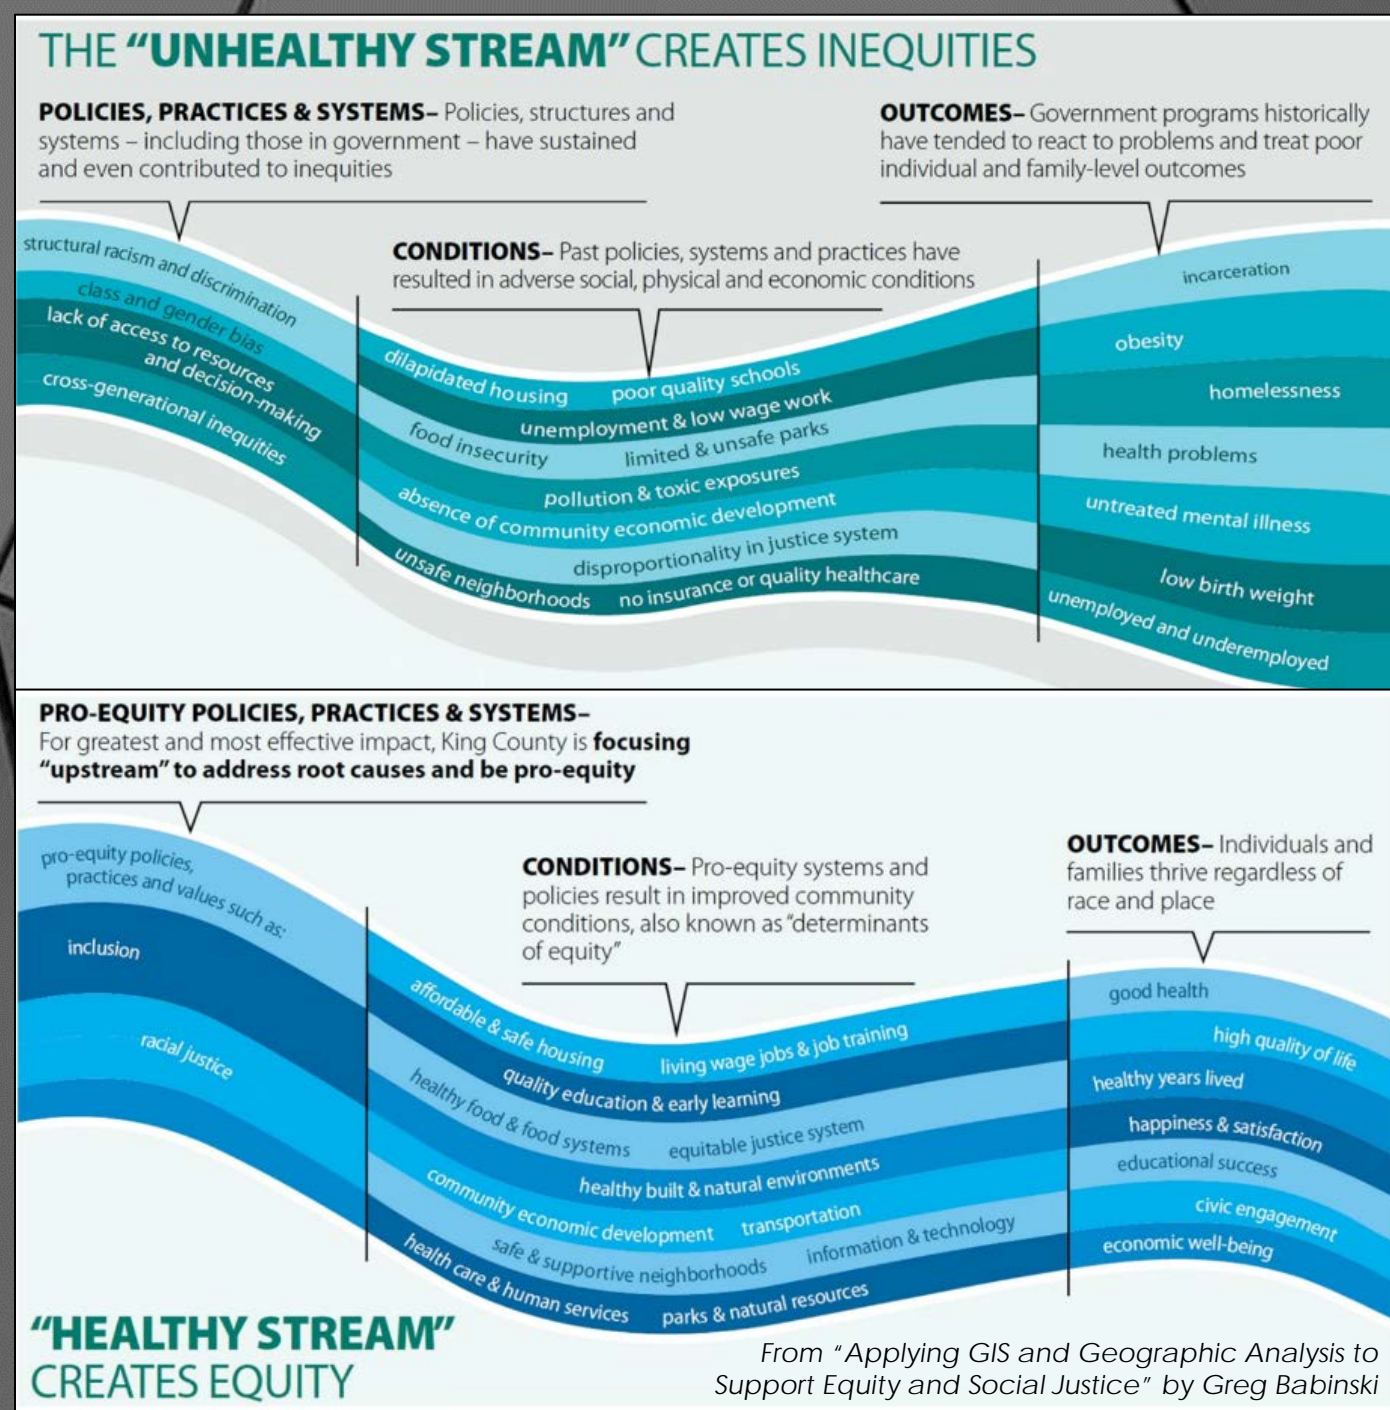 THE “UNHEALTHY STREAM” CREATES INEQUITIES
POLICIES, PRACTICES & SYSTEMS– Policies, structures and
systems – including those in government – have sustained
and even contributed to inequities
OUTCOMES– Government programs historically
have tended to react to problems and treat poor
individual and family-level outcomes
CONDITIONS– Past policies, systems and practices have
resulted in adverse social, physical and economic conditions
structural racism and discrimination
class and gender bias
lack of access to resources
and decision-making
cross-generational inequities
dilapidated housing
poor quality schools
unemployment & low wage work
food insecurity
limited & unsafe parks
pollution & toxic exposures
absence of community economic development
disproportionality in justice system
unsafe neighborhoods
no insurance or quality healthcare
incarceration
obesity
homelessness
health problems
untreated mental illness
low birth weight
unemployed and underemployed
PRO-EQUITY POLICIES, PRACTICES & SYSTEMS–
For greatest and most effective impact, King County is focusing
“upstream” to address root causes and be pro-equity
CONDITIONS– Pro-equity systems and
policies result in improved community
conditions, also known as “determinants
of equity”
OUTCOMES– Individuals and
families thrive regardless of
race and place
pro-equity policies,
practices and values such as:
inclusion
racial justice
affordable & safe housing
living wage jobs & job training
quality education & early learning
healthy food & food systems
equitable justice system
healthy built & natural environments
community economic development
transportation
safe & supportive neighborhoods
information & technology
health care & human services
parks & natural resources
good health
high quality of life
healthy years lived
happiness & satisfaction
educational success
civic engagement
economic well-being
“HEALTHY STREAM”
CREATES EQUITY
From “Applying GIS and Geographic Analysis to
Support Equity and Social Justice” by Greg Babinski